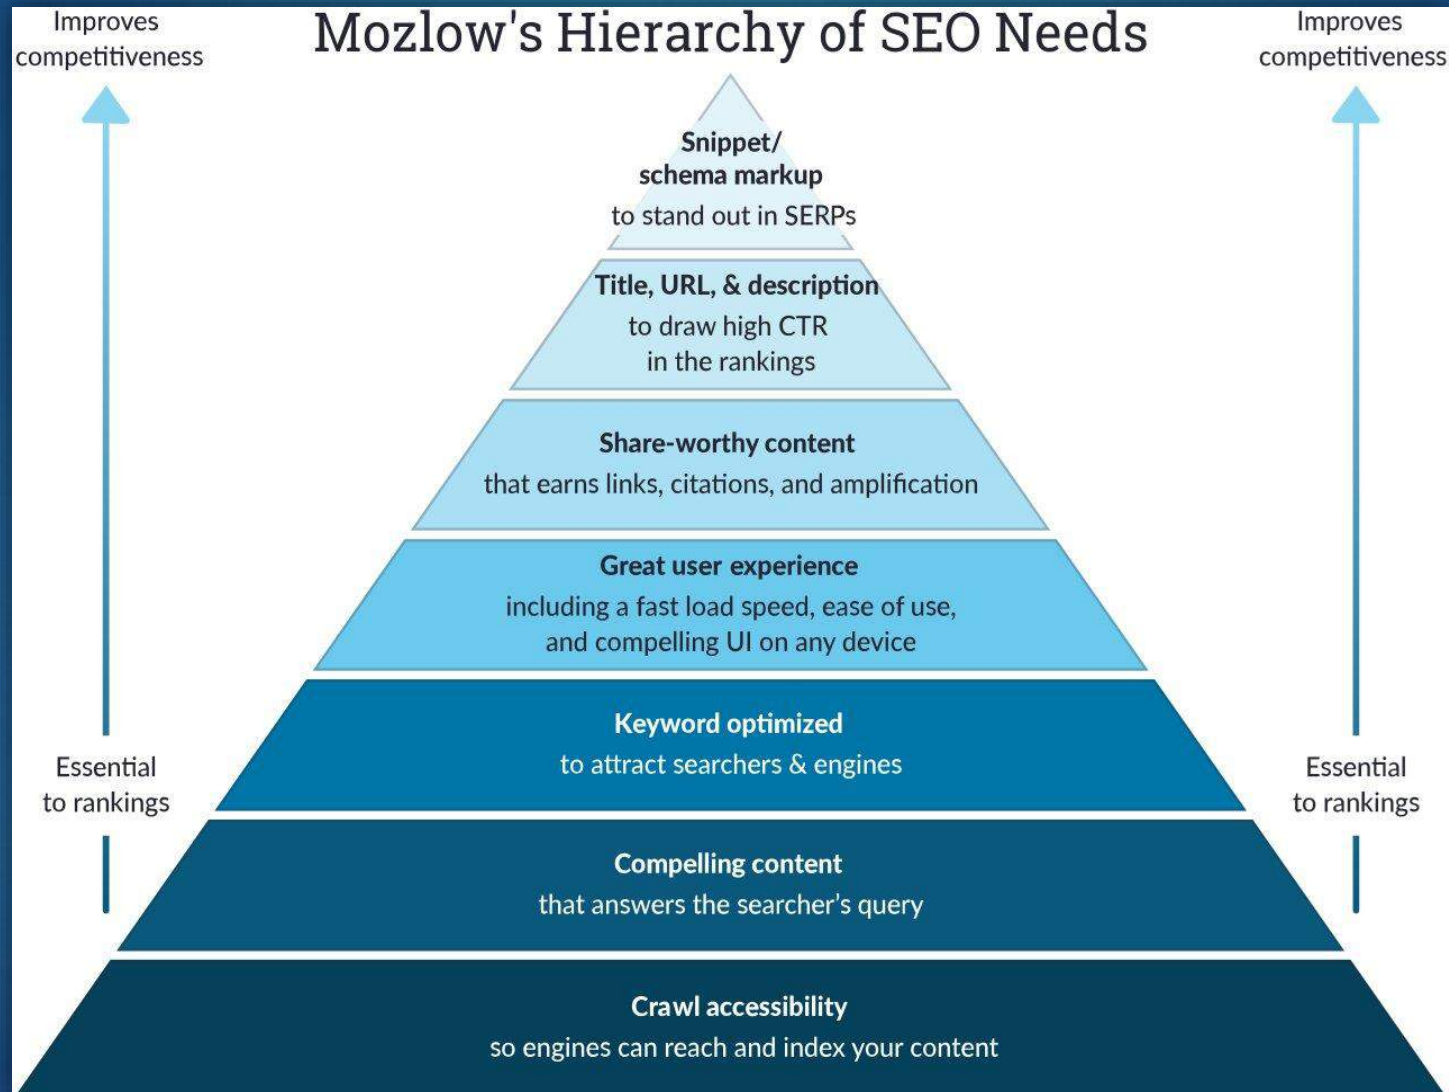 Mozlow's Hierarchy of SEO Needs
Improves
competitiveness
Improves
competitiveness
Snippet/
schema markup
to stand out in SERPs
Title, URL, & description
to draw high CTR
in the rankings
Share-worthy content
that earns links, citations, and amplification
Great user experience
including a fast load speed, ease of use,
and compelling UI on any device
Keyword optimized
to attract searchers & engines
Essential
to rankings
Essential
to rankings
Compelling content
that answers the searcher’s query
Crawl accessibility
so engines can reach and index your content